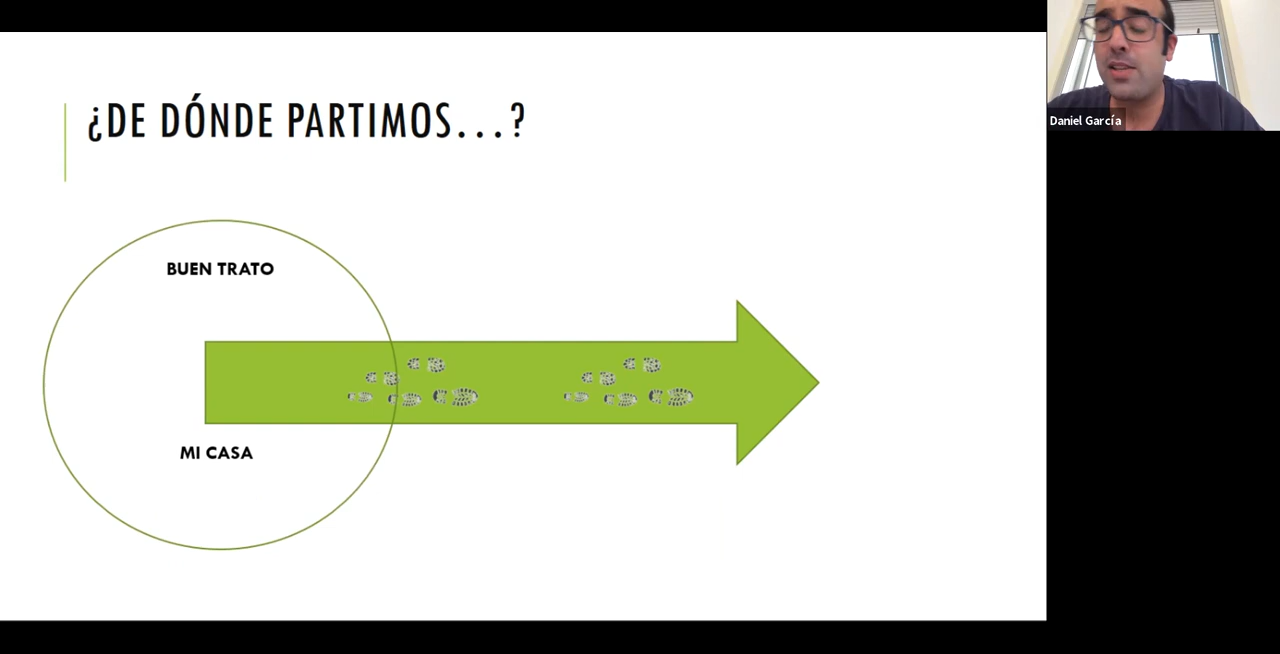 ¿DE DÓNDE PARTIMOS...?
BUEN TRATO
MI CASA
Daniel García